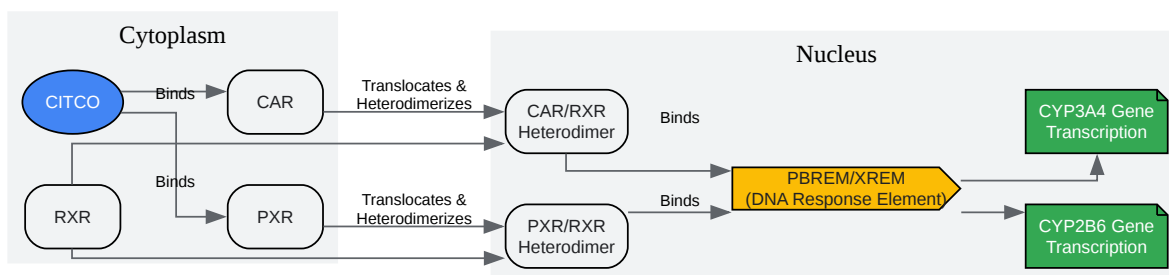 Cytoplasm
Nucleus
CITCO
Binds
CAR
Translocates &
Heterodimerizes
CAR/RXR
Heterodimer
Binds
CYP3A4 Gene
Transcription
Binds
RXR
PXR
Translocates &
Heterodimerizes
PXR/RXR
Heterodimer
Binds
PBREM/XREM
(DNA Response Element)
CYP2B6 Gene
Transcription